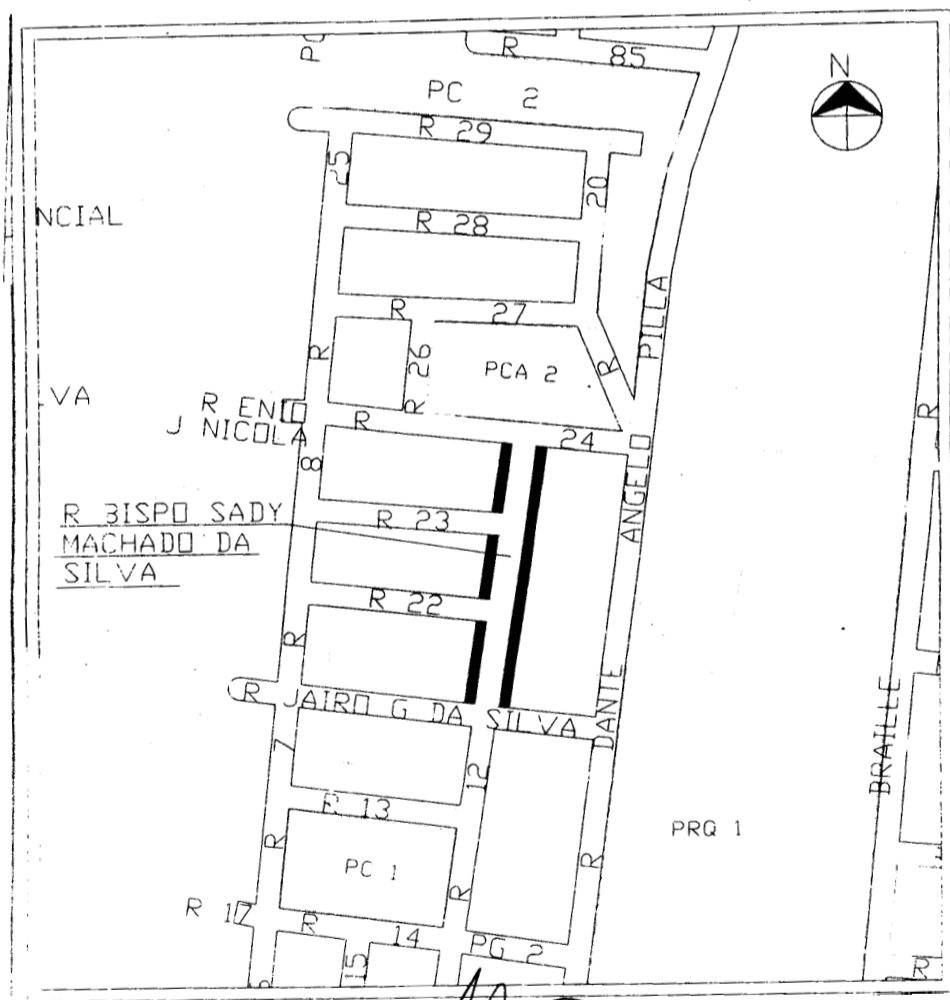 R 85
N
PC 2
R 29
25
20
NCIAL
R 28
R 27
PILLA
R
26
PCA 2
R
VA
R ENO
J NICOLA
R
R
24
8
ANGELO
R
R BISPO SADY
MACHADO DA
SILVA
R 23
R 22
R
R JAIRO G DA SILVA
DANTE
7
12
BRAILLE
R 13
PRQ 1
R
PC 1
R
R
R 17
R 14
PG 2
15
R